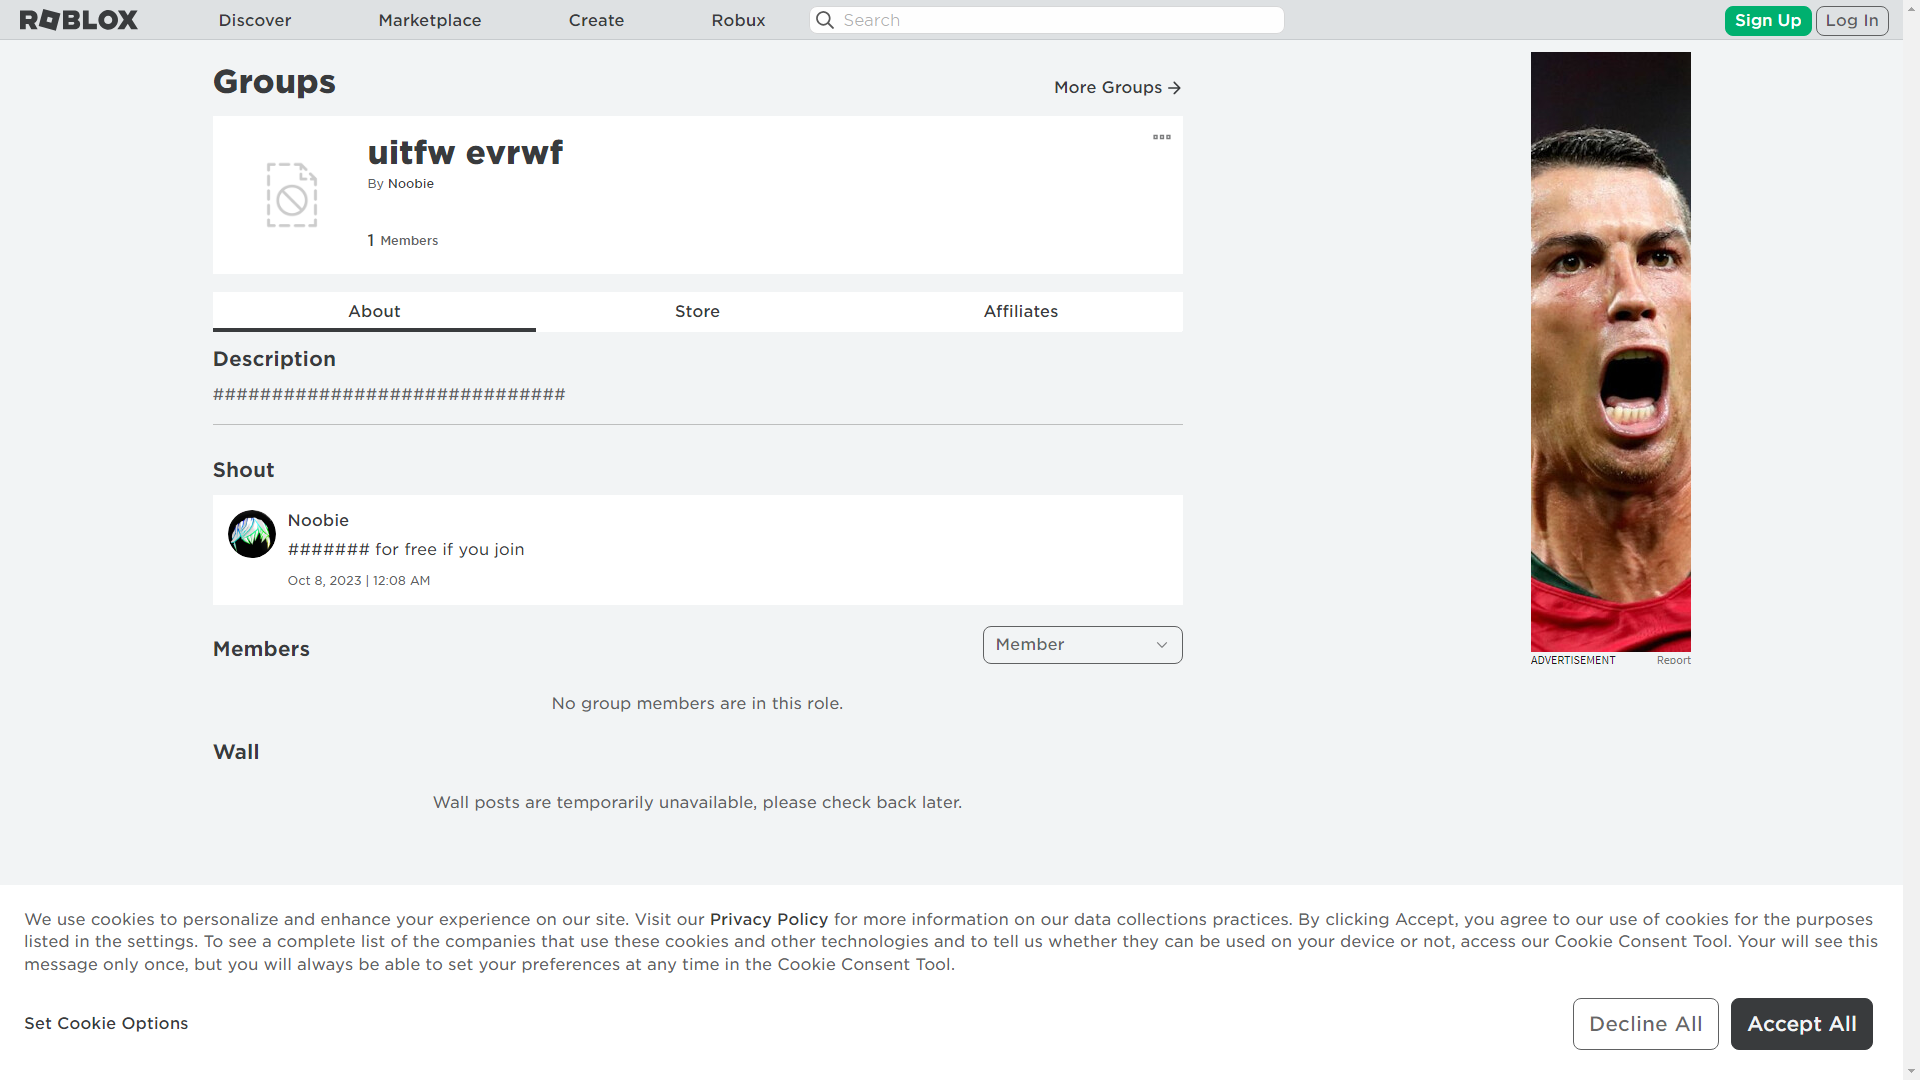 ROBLOX
Discover
Marketplace
Create
Robux
Search
Sign Up
Log In
Groups
More Groups
uitfw evrwf
By Noobie
1 Members
About
Store
Affiliates
Description
##############################
Shout
Noobie
####### for free if you join
Oct 8, 2023 | 12:08 AM
Members
Member
No group members are in this role.
Wall
Wall posts are temporarily unavailable, please check back later.
ADVERTISEMENT
Report
We use cookies to personalize and enhance your experience on our site. Visit our Privacy Policy for more information on our data collections practices. By clicking Accept, you agree to our use of cookies for the purposes
listed in the settings. To see a complete list of the companies that use these cookies and other technologies and to tell us whether they can be used on your device or not, access our Cookie Consent Tool. Your will see this
message only once, but you will always be able to set your preferences at any time in the Cookie Consent Tool.
Set Cookie Options
Decline All
Accept All